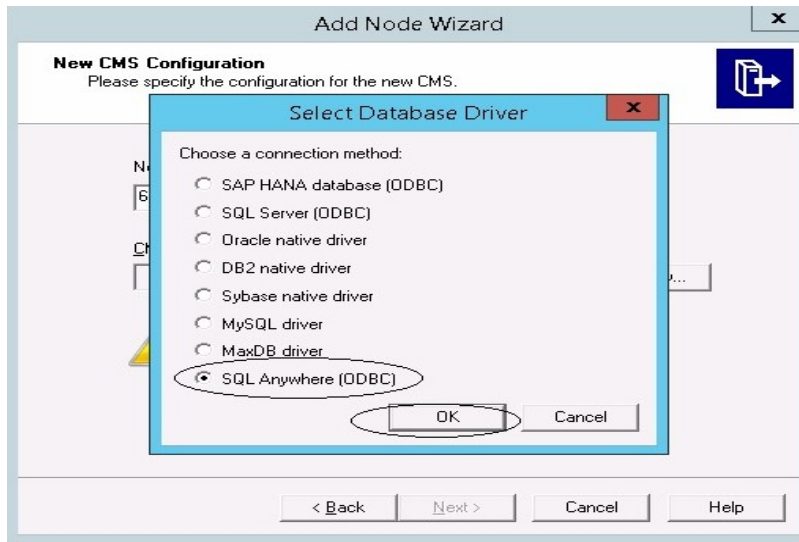 Add Node Wizard
x
New CMS Configuration
Please specify the configuration for the new CMS.
Select Database Driver
x
Choose a connection method:
SAP HANA database (ODBC)
SQL Server (ODBC)
Oracle native driver
DB2 native driver
Sybase native driver
MySQL driver
MaxDB driver
SQL Anywhere (ODBC)
OK Cancel
6
...
< Back Next > Cancel Help